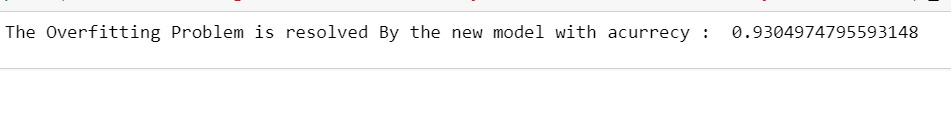 The Overfitting Problem is resolved By the new model with acurrecy :  0.9304974795593148